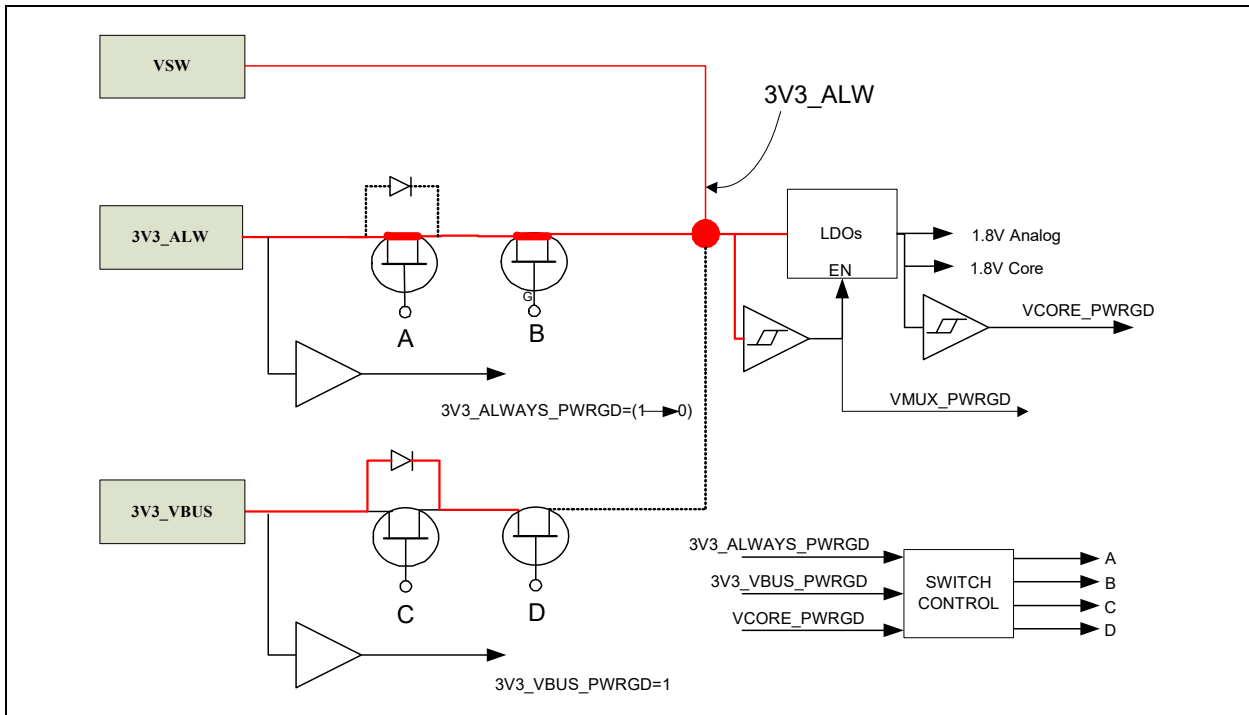 VSW
3V3_ALW
3V3_ALW
LDOs
EN
1.8V Analog
1.8V Core
G
A
B
VCORE_PWRGD
3V3_ALWAYS_PWRGD=(1 0)
VMUX_PWRGD
3V3_VBUS
C
D
3V3_VBUS_PWRGD=1
3V3_ALWAYS_PWRGD
3V3_VBUS_PWRGD
VCORE_PWRGD
SWITCH
CONTROL
A
B
C
D